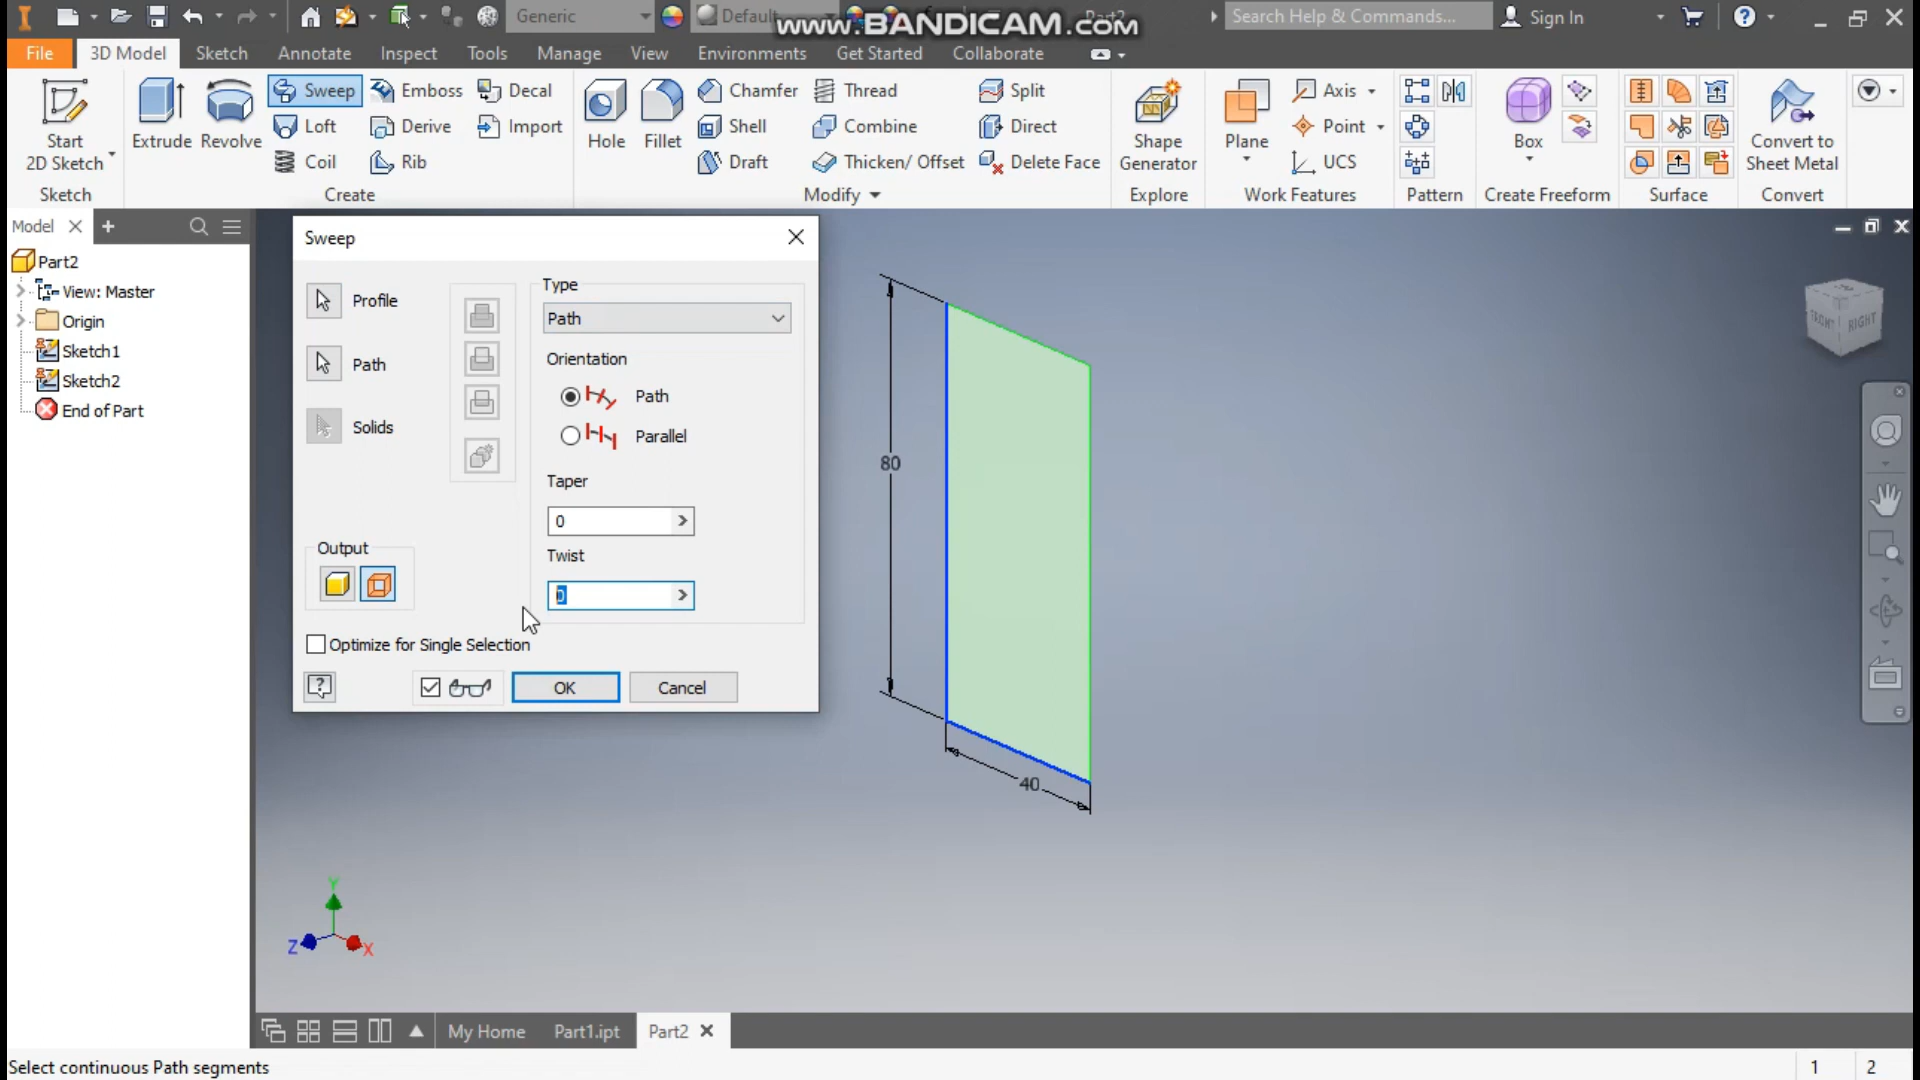 Generic
Default
www.BANDICAM.com
Search Help & Commands...
Sign In
File
3D Model
Sketch
Annotate
Inspect
Tools
Manage
View
Environments
Get Started
Collaborate
Start
2D Sketch
Extrude
Revolve
Sweep
Loft
Coil
Emboss
Derive
Rib
Decal
Import
Hole
Fillet
Chamfer
Shell
Draft
Thread
Combine
Thicken/ Offset
Split
Direct
Delete Face
Shape
Generator
Plane
Axis
Point
UCS
Box
Convert to
Sheet Metal
Sketch
Create
Modify
Explore
Work Features
Pattern
Create Freeform
Surface
Convert
Model
Part2
View: Master
Origin
Sketch1
Sketch2
End of Part
Sweep
Profile
Path
Solids
Type
Path
Orientation
Path
Parallel
Taper
0
Twist
0
Output
Optimize for Single Selection
OK
Cancel
80
40
FRONT
RIGHT
Y
Z
X
My Home
Part1.ipt
Part2
Select continuous Path segments
1
2